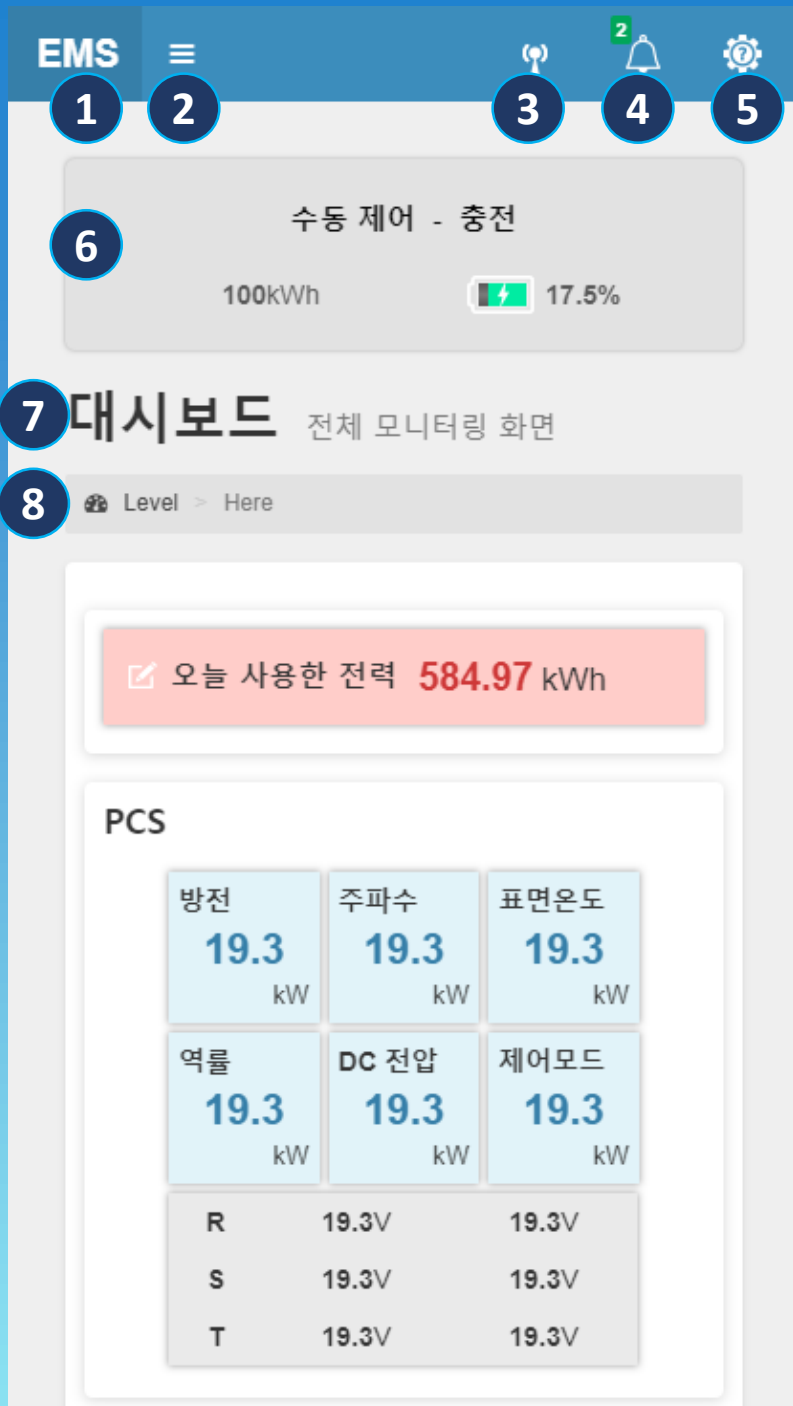 EMS 2
1 2 3 4 5
6 수동 제어 - 충전
100kWh 17.5%
7 대시보드 전체 모니터링 화면
8 Level > Here
오늘 사용한 전력 584.97 kWh
PCS
방전 주파수 표면온도
19.3 19.3 19.3
kW kW kW
역률 DC 전압 제어모드
19.3 19.3 19.3
kW kW kW
R 19.3V 19.3V
S 19.3V 19.3V
T 19.3V 19.3V